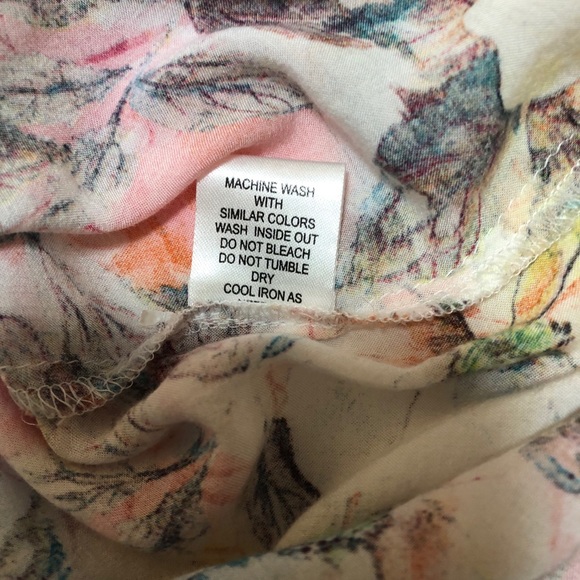 MACHINE WASH
WITH
SIMILAR COLORS
WASH INSIDE OUT
DO NOT BLEACH
DO NOT TUMBLE
DRY
COOL IRON AS